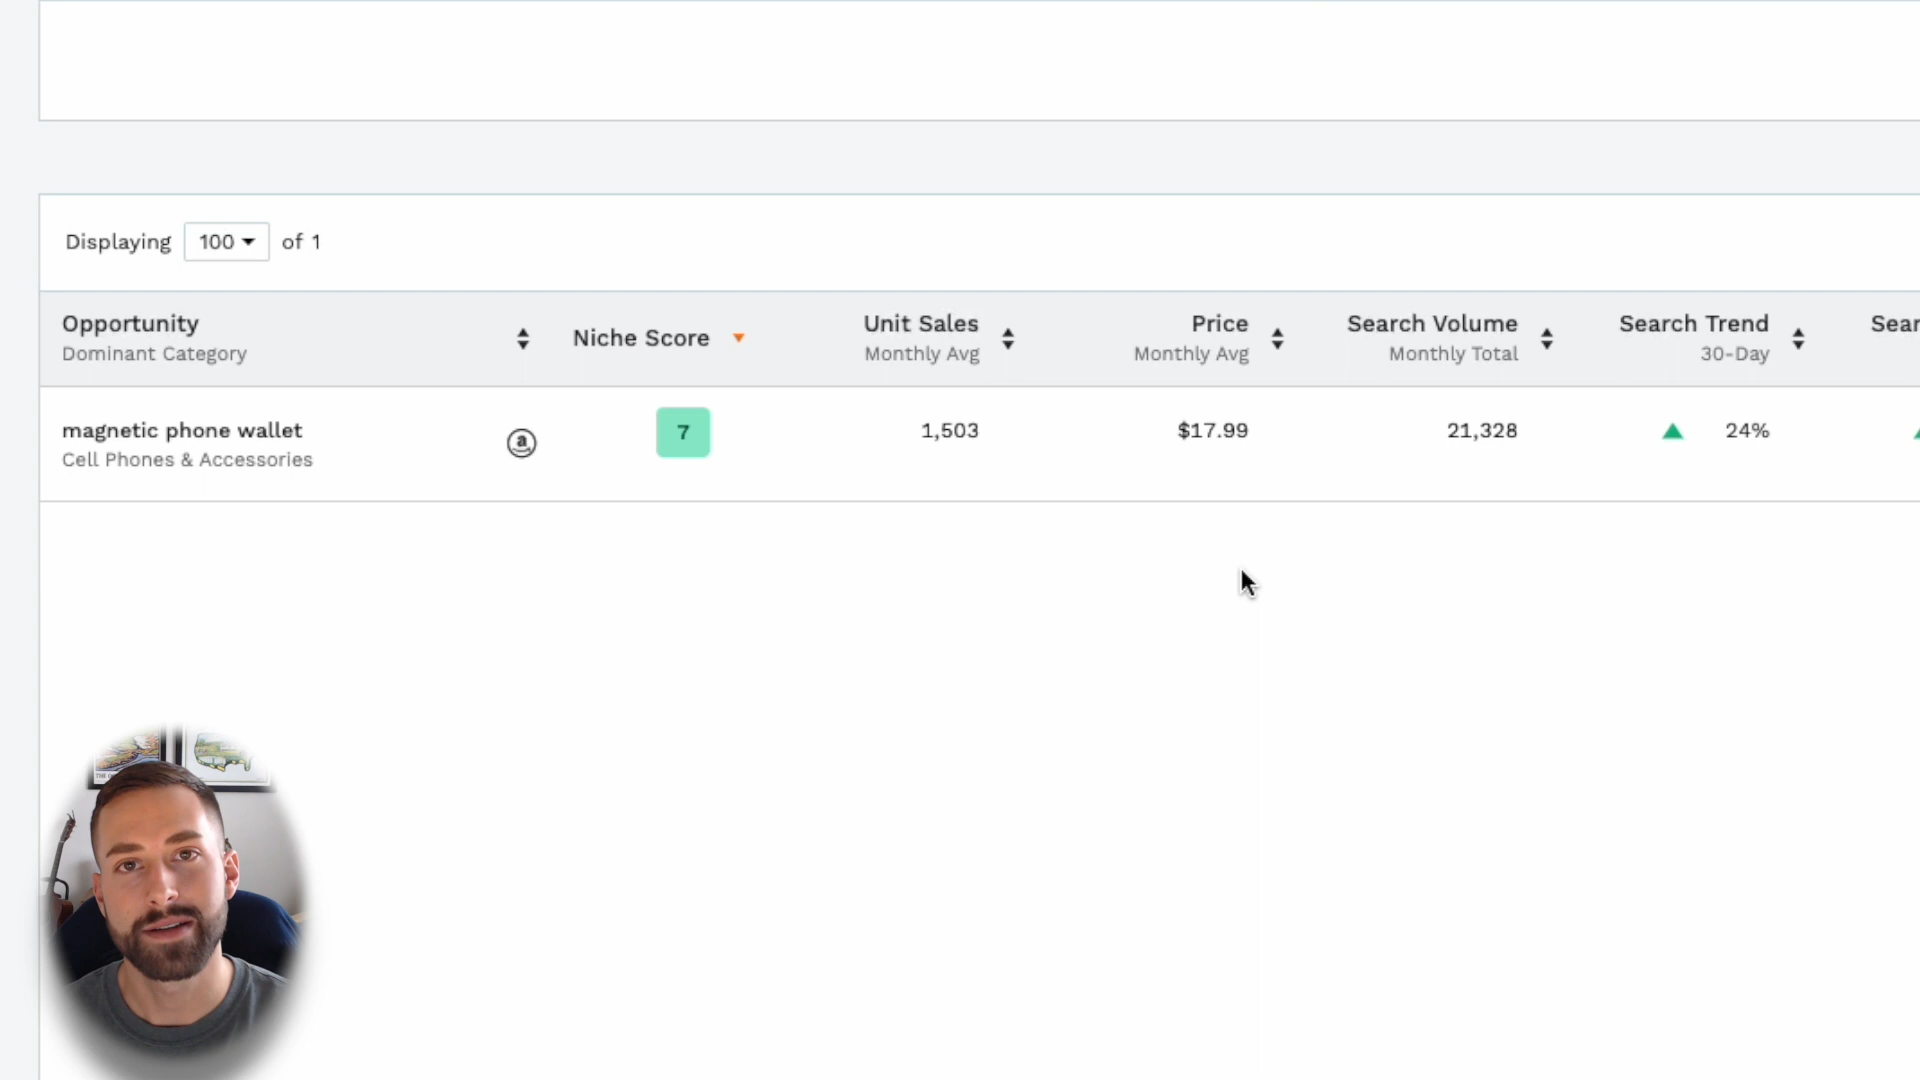 Displaying 100 of 1
Opportunity Niche Score Unit Sales Price Search Volume Search Trend Sear
Dominant Category Monthly Avg Monthly Avg Monthly Total 30-Day
magnetic phone wallet 7 1,503 $17.99 21,328 24%
Cell Phones & Accessories